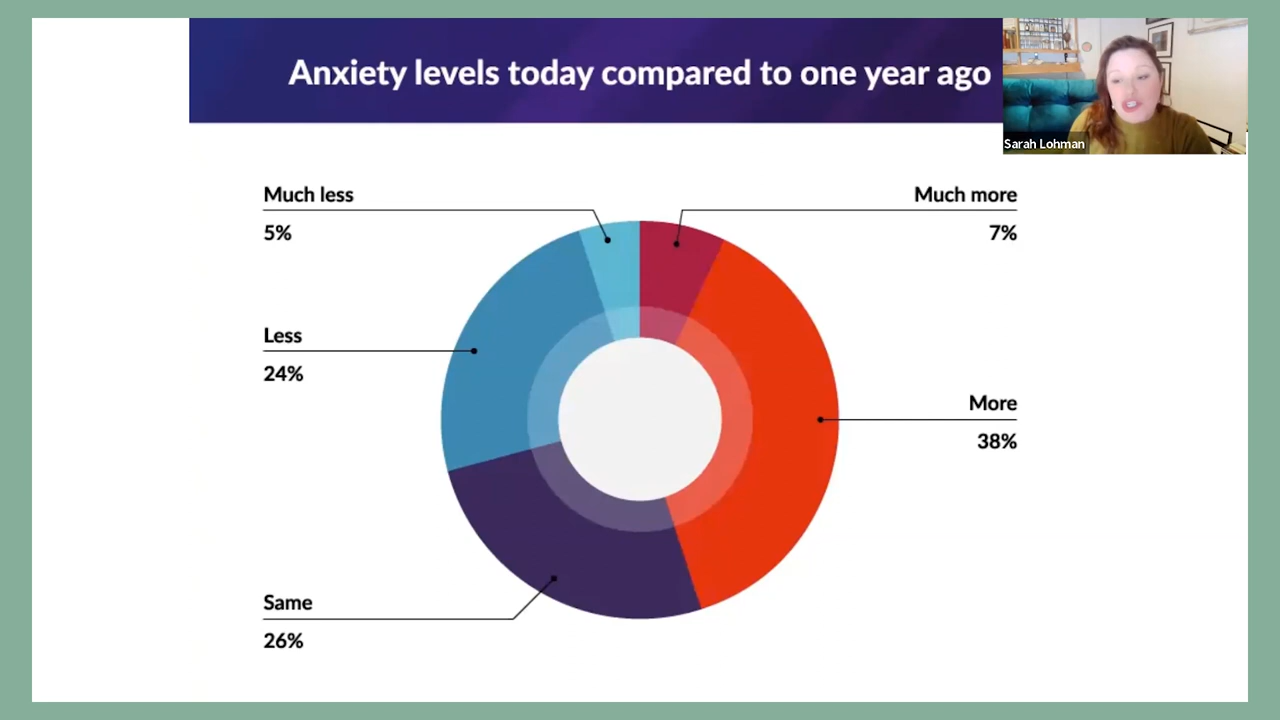 Anxiety levels today compared to one year ago
Sarah Lohman
Much less
5%
Much more
7%
Less
24%
More
38%
Same
26%